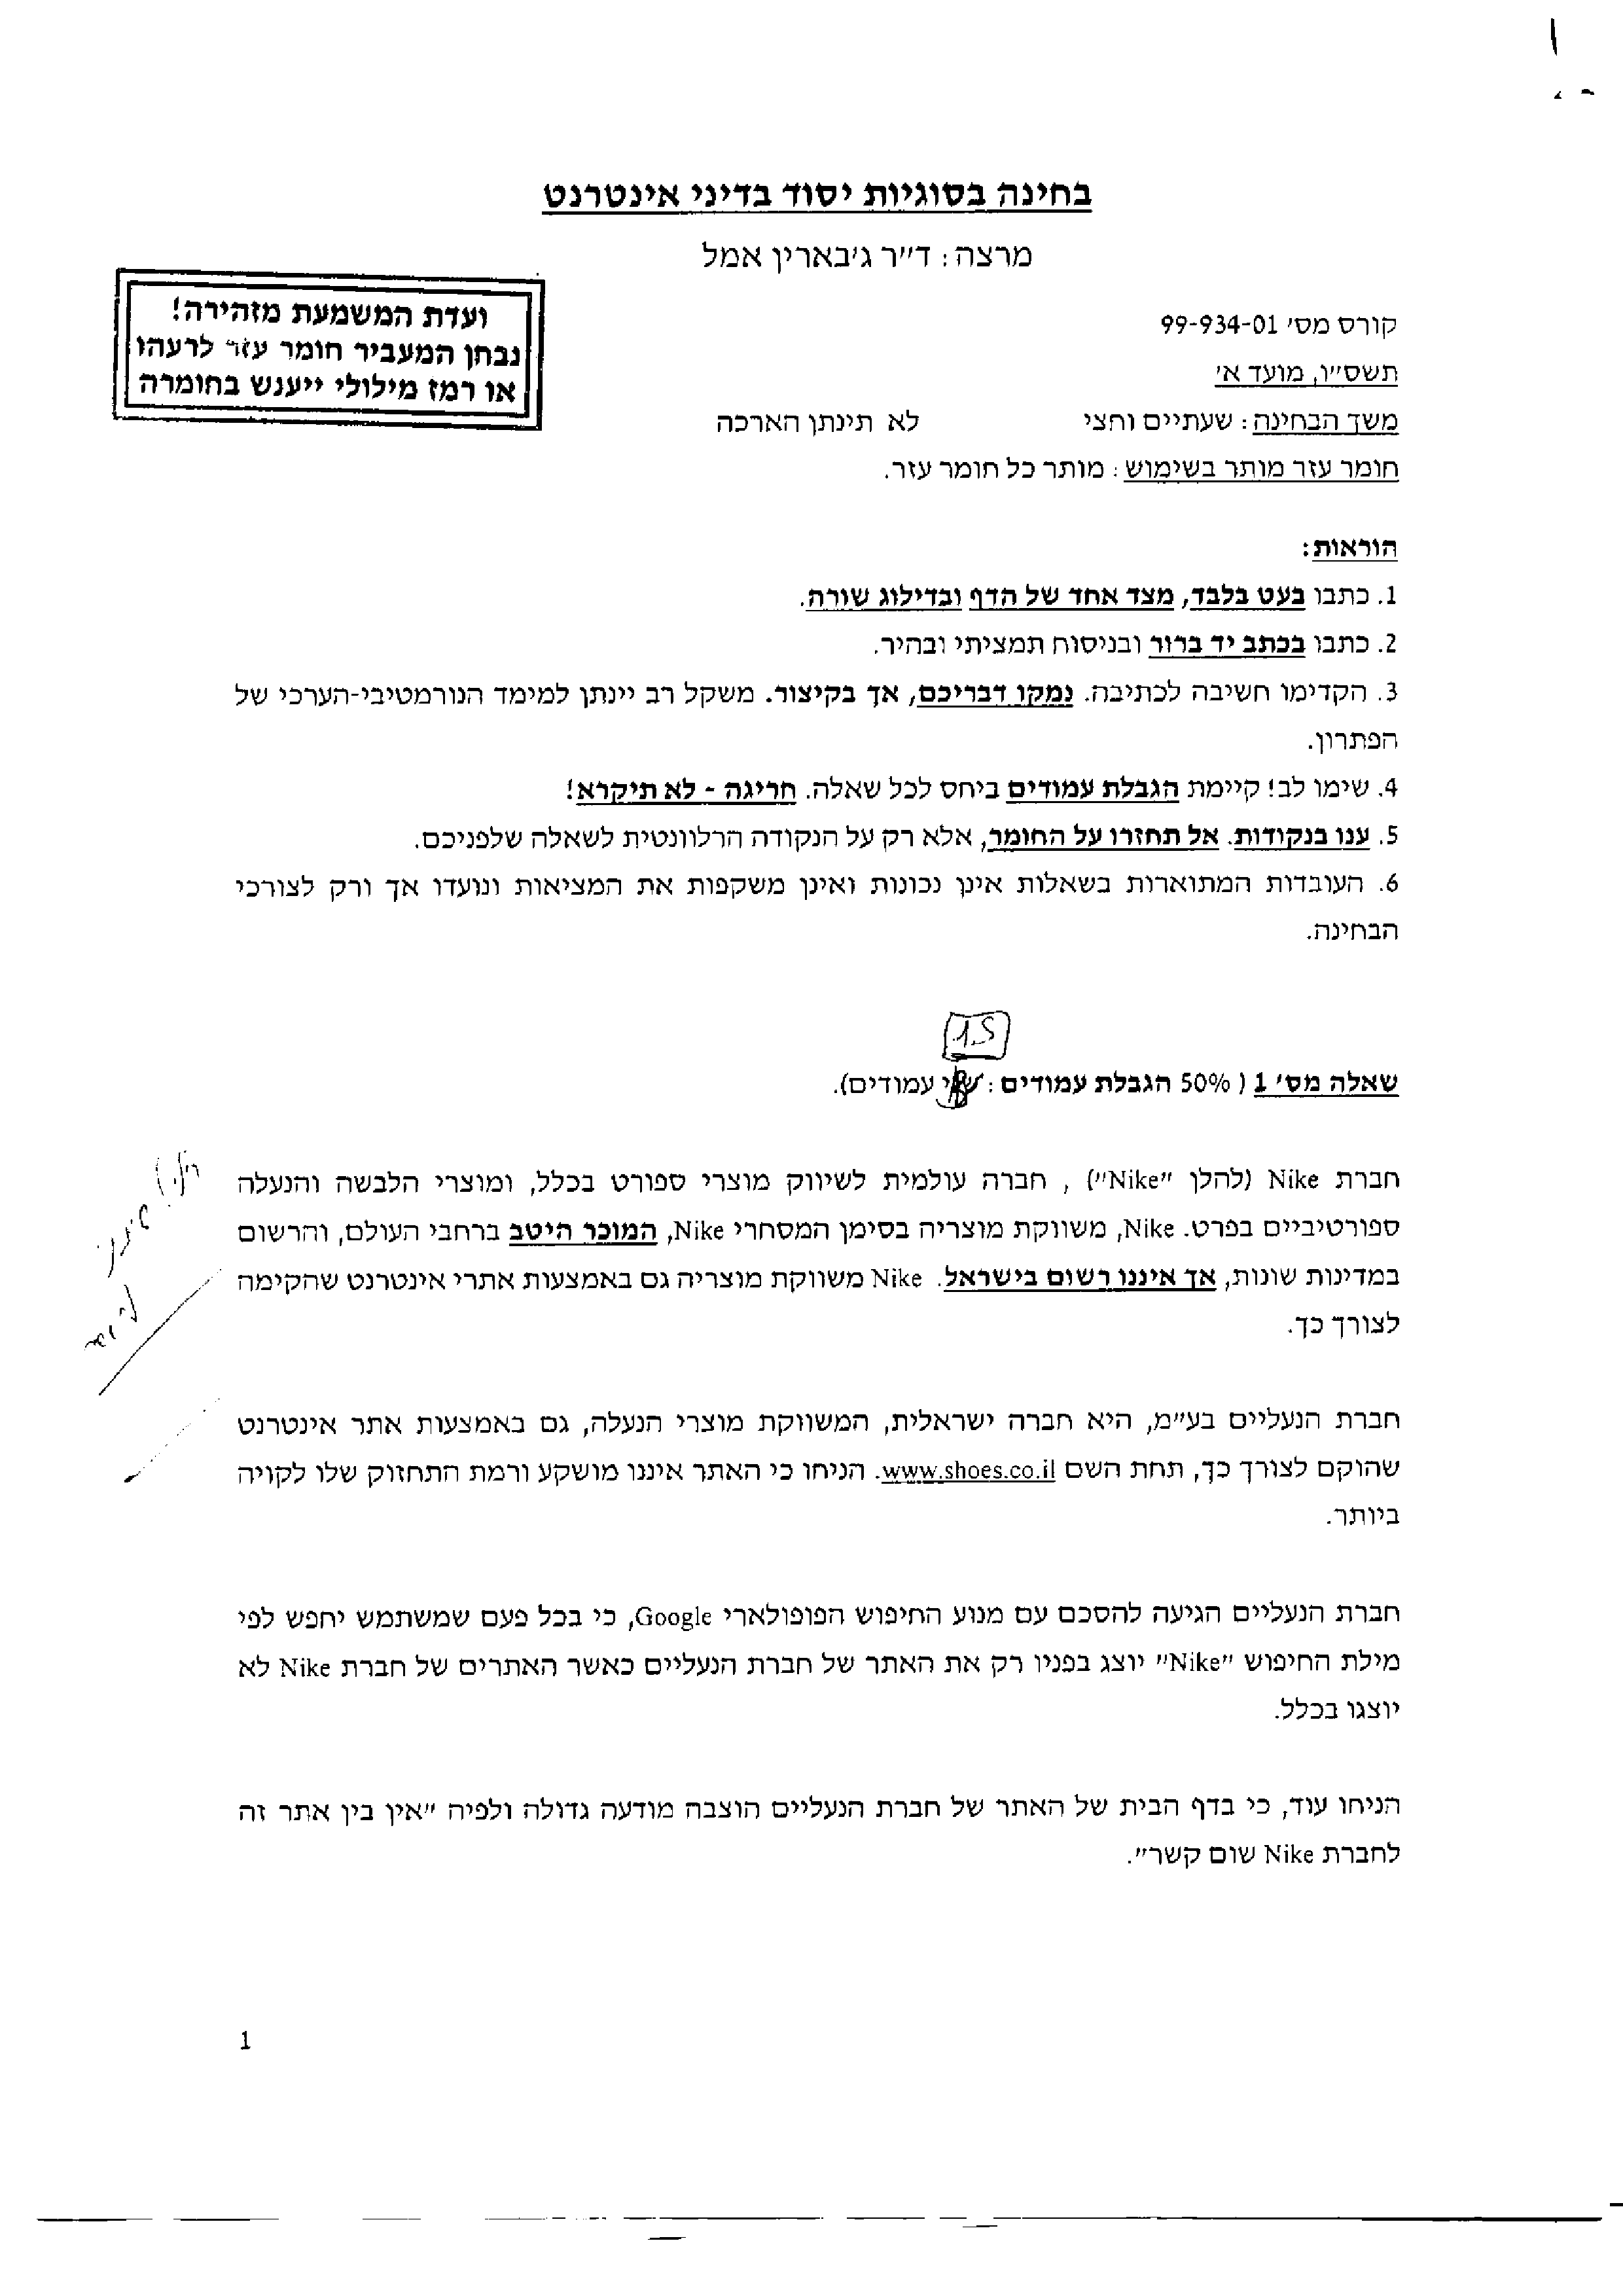 בחינה בסוגיות יסוד בדיני אינטרנט
מרצה: ד"ר ג'בארין אמל
ועדת המשמעת מזהירה!
נבחן המעביר חומר עזר לרעהו
או רמז מילולי ייענש בחומרה
קורס מס' 99-934-01
תשס"ו, מועד א'
משך הבחינה: שעתיים וחצי לא תינתן הארכה
חומר עזר מותר בשימוש: מותר כל חומר עזר.
הוראות:
1. כתבו בעט בלבד, מצד אחד של הדף ובדילוג שורה.
2. כתבו בכתב יד ברור ובניסוח תמציתי ובהיר.
3. הקדימו חשיבה לכתיבה. נמקו דבריכם, אך בקיצור. משקל רב יינתן למימד הנורמטיבי-הערכי של
הפתרון.
4. שימו לב! קיימת הגבלת עמודים ביחס לכל שאלה. חריגה - לא תיקרא!
5. ענו בנקודות. אל תחזרו על החומר, אלא רק על הנקודה הרלוונטית לשאלה שלפניכם.
6. העובדות המתוארות בשאלות אינן נכונות ואינן משקפות את המציאות ונועדו אך ורק לצורכי
הבחינה.
1.5
שאלה מס' 1 ( 50% הגבלת עמודים: עמודים).
חברת Nike (להלן "Nike") , חברה עולמית לשיווק מוצרי ספורט בכלל, ומוצרי הלבשה והנעלה
ספורטיביים בפרט. Nike, משווקת מוצריה בסימן המסחרי Nike, המוכר היטב ברחבי העולם, והרשום
במדינות שונות, אך איננו רשום בישראל. Nike משווקת מוצריה גם באמצעות אתרי אינטרנט שהקימה
לצורך כך.
חברת הנעליים בע"מ, היא חברה ישראלית, המשווקת מוצרי הנעלה, גם באמצעות אתר אינטרנט
שהוקם לצורך כך, תחת השם www.shoes.co.il. הניחו כי האתר איננו מושקע ורמת התחזוק שלו לקויה
ביותר.
חברת הנעליים הגיעה להסכם עם מנוע החיפוש הפופולארי Google, כי בכל פעם שמשתמש יחפש לפי
מילת החיפוש "Nike" יוצג בפניו רק את האתר של חברת הנעליים כאשר האתרים של חברת Nike לא
יוצגו בכלל.
הניחו עוד, כי בדף הבית של האתר של חברת הנעליים הוצבה מודעה גדולה ולפיה "אין בין אתר זה
לחברת Nike שום קשר".
1